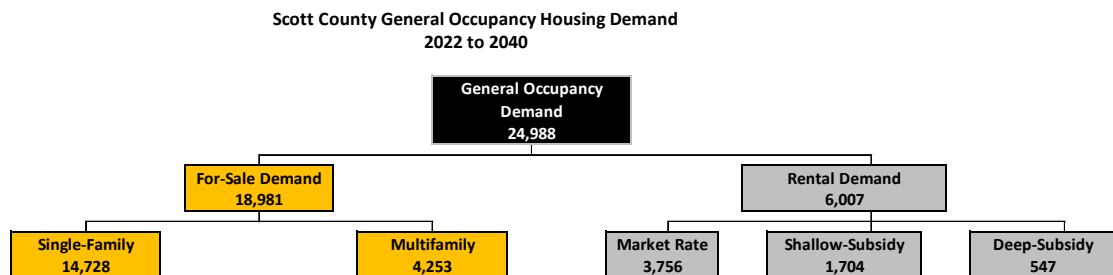 Scott County General Occupancy Housing Demand
2022 to 2040
General Occupancy
Demand
24,988
For-Sale Demand
18,981
Rental Demand
6,007
Single-Family
14,728
Multifamily
4,253
Market Rate
3,756
Shallow-Subsidy
1,704
Deep-Subsidy
547